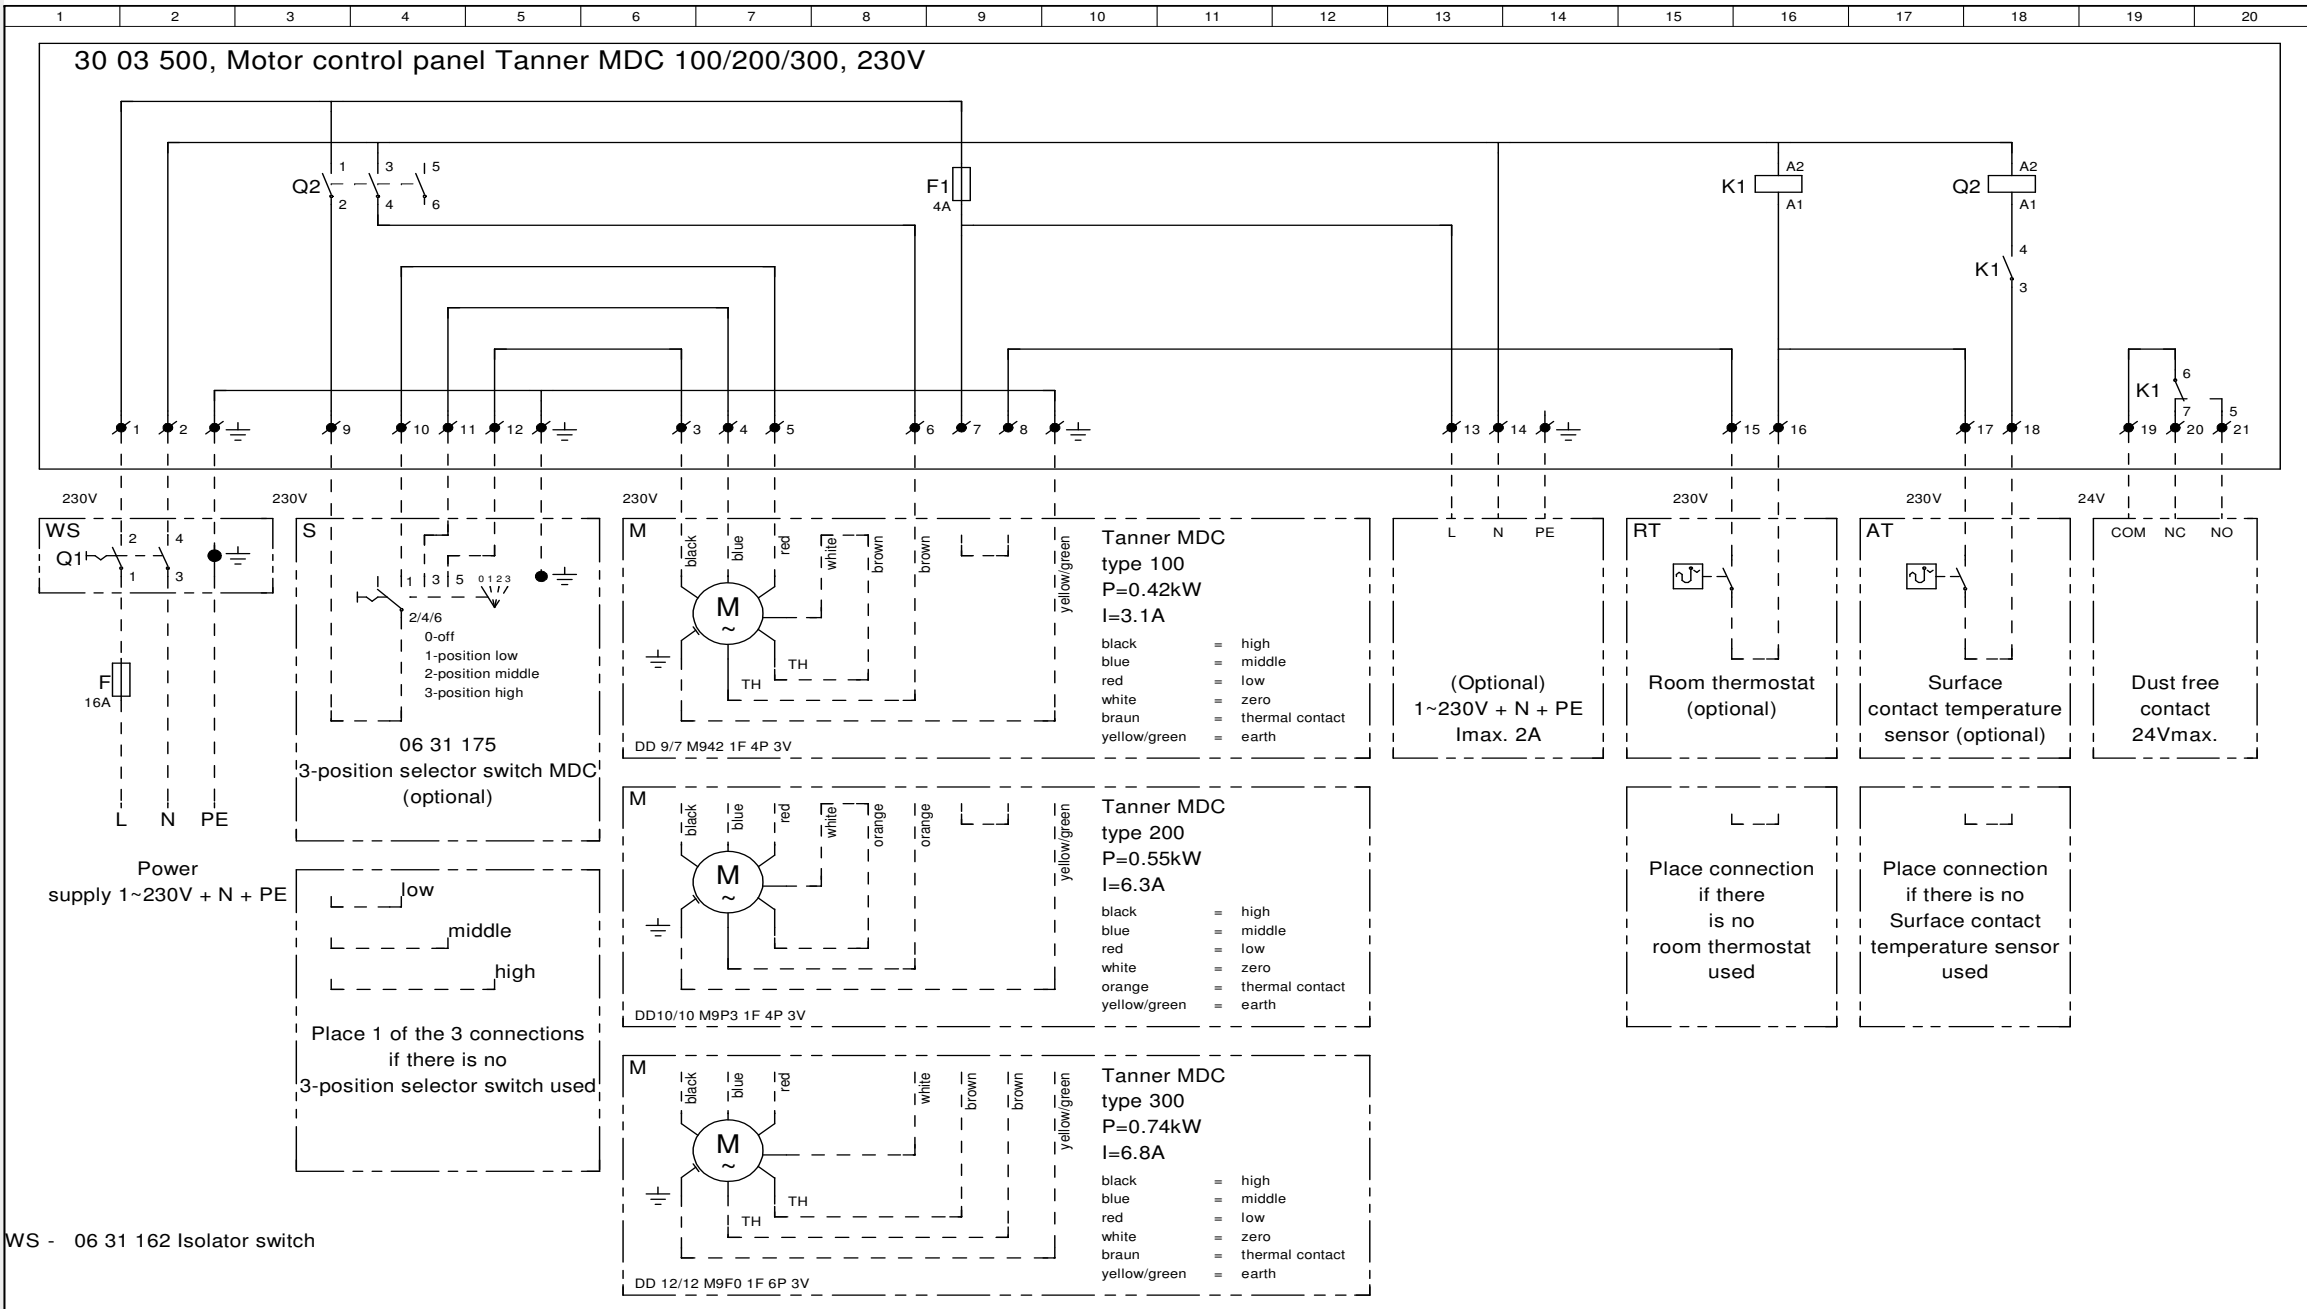 1 2 3 4 5 6 7 8 9 10 11 12 13 14 15 16 17 18 19 20
30 03 500, Motor control panel Tanner MDC 100/200/300, 230V
Q2 1 3 5
2 4 6
F1
4A
K1 A2
A1
Q2 A2
A1
K1 4
3
K1 6
7 5
1 2 9 10 11 12 3 4 5 6 7 8 13 14 15 16 17 18 19 20 21
230V 230V 230V 230V 230V 24V
WS
Q1 2 4
1 3
F
16A
L N PE
Power
supply 1~230V + N + PE
S
1 3 5 0 1 2 3
2/4/6
0-off
1-position low
2-position middle
3-position high
06 31 175
3-position selector switch MDC
(optional)
low
middle
high
Place 1 of the 3 connections
if there is no
3-position selector switch used
M
black blue red white brown brown yellow/green
M
~
TH
TH
DD 9/7 M942 1F 4P 3V
Tanner MDC
type 100
P=0.42kW
I=3.1A
black = high
blue = middle
red = low
white = zero
braun = thermal contact
yellow/green = earth
M
black blue red white orange orange yellow/green
M
~
DD10/10 M9P3 1F 4P 3V
Tanner MDC
type 200
P=0.55kW
I=6.3A
black = high
blue = middle
red = low
white = zero
orange = thermal contact
yellow/green = earth
M
black blue red white brown brown yellow/green
M
~
TH
TH
DD 12/12 M9F0 1F 6P 3V
Tanner MDC
type 300
P=0.74kW
I=6.8A
black = high
blue = middle
red = low
white = zero
braun = thermal contact
yellow/green = earth
L N PE
(Optional)
1~230V + N + PE
Imax. 2A
RT
Room thermostat
(optional)
AT
Surface
contact temperature
sensor (optional)
COM NC NO
Dust free
contact
24Vmax.
Place connection
if there
is no
room thermostat
used
Place connection
if there is no
Surface contact
temperature sensor
used
WS - 06 31 162 Isolator switch